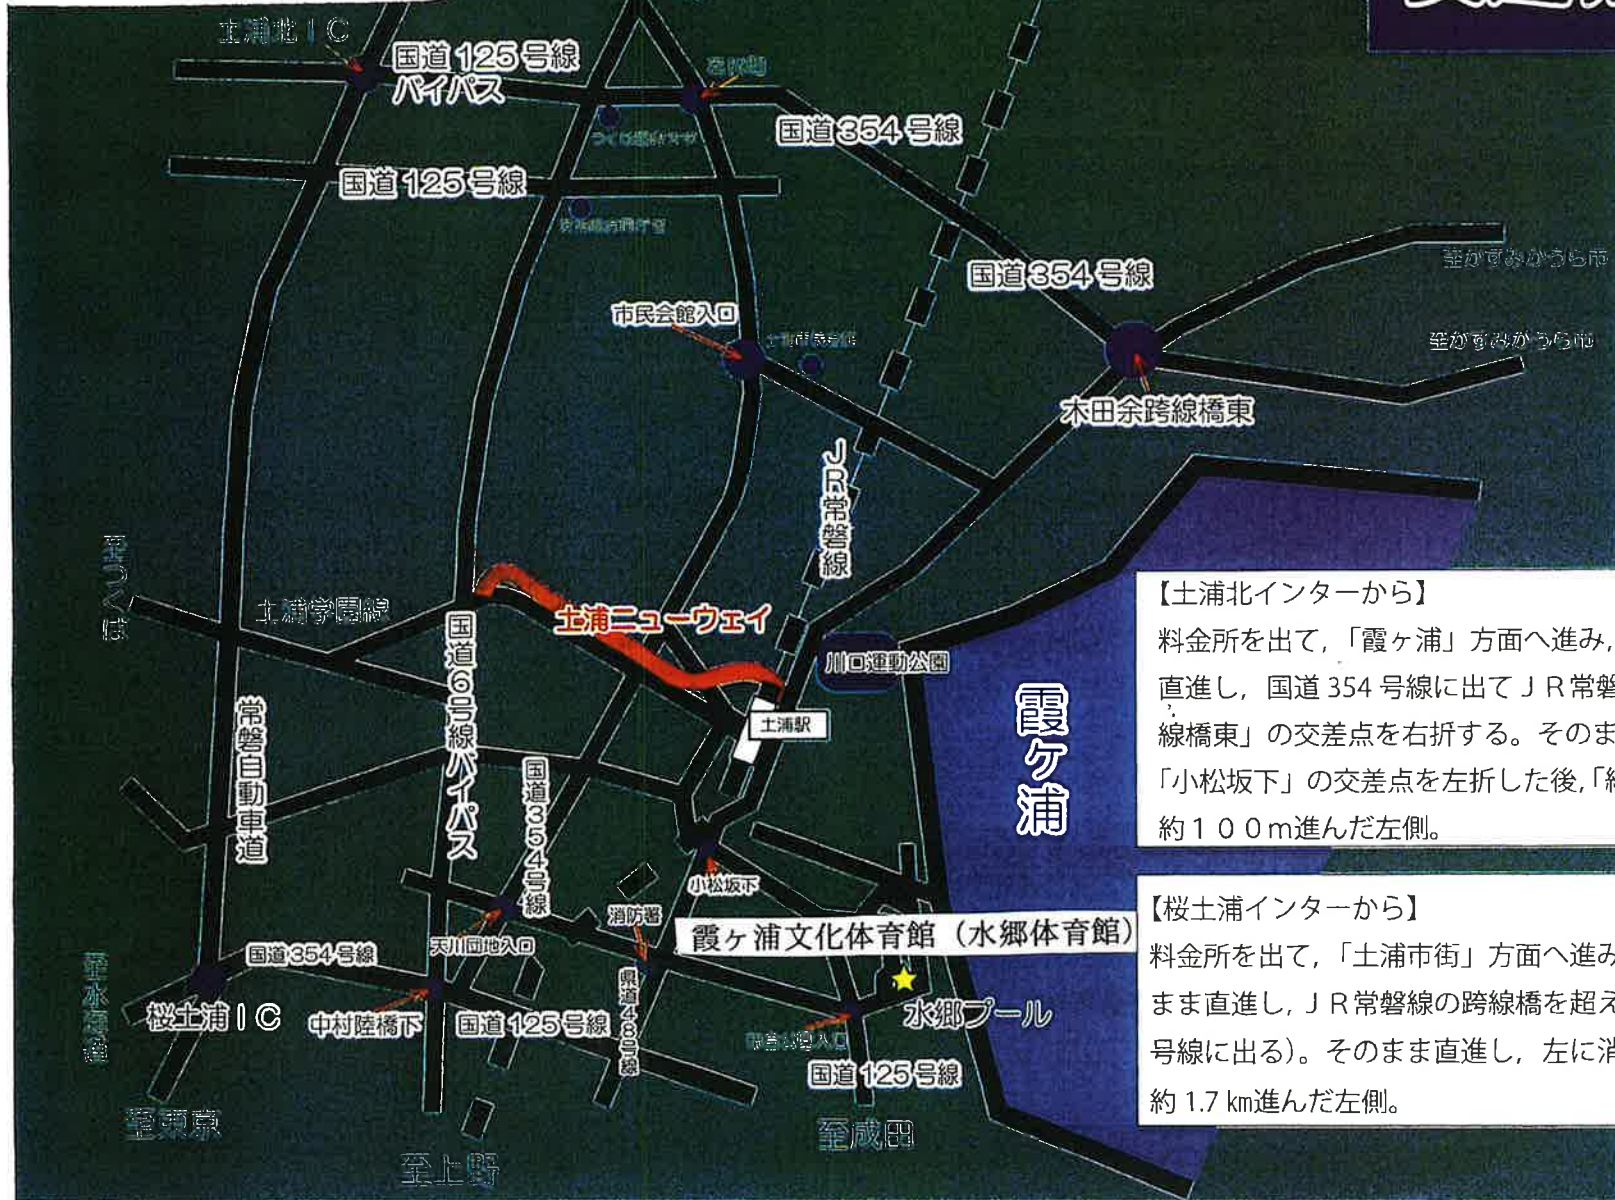 土浦北ＩＣ
国道125号線
バイパス
国道354号線
国道125号線
至かすみがうら市
国道354号線
市民会館入口
至かすみがうら市
木田余跨線橋東
ＪＲ常磐線
至つくば
土浦学園線
土浦ニューウェイ
国道6号線バイパス
川口運動公園
土浦駅
霞ヶ浦
常磐自動車道
国道354号線
小松坂下
消防署
天川団地入口
国道354号線
霞ヶ浦文化体育館（水郷体育館）
桜土浦ＩＣ
中村陸橋下
国道125号線
県道48号線
水郷プール
国道125号線
至東京
至上野
至成田
【土浦北インターから】
料金所を出て，「霞ヶ浦」方面へ進み，
直進し，国道354号線に出てＪＲ常磐
線橋東」の交差点を右折する。そのま
「小松坂下」の交差点を左折した後，「
約１００ｍ進んだ左側。
【桜土浦インターから】
料金所を出て，「土浦市街」方面へ進み
まま直進し，ＪＲ常磐線の跨線橋を超え
号線に出る）。そのまま直進し，左に消
約1.7㎞進んだ左側。